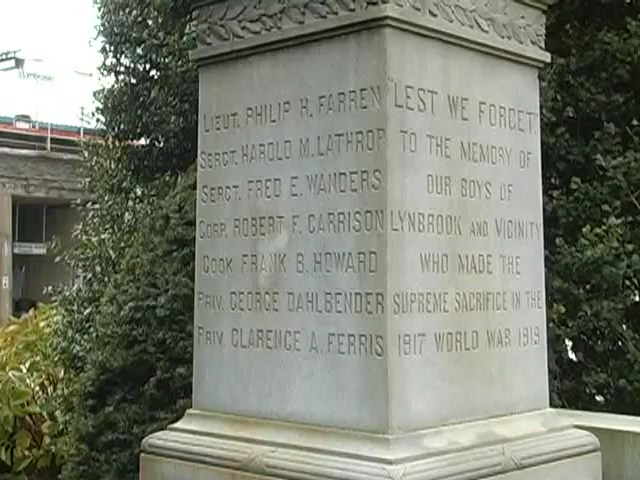 LIEUT. PHILIP H. FARREN
SERGT. HAROLD M. LATHROP
SERGT. FRED E. WANDERS
CORP. ROBERT F. GARRISON
COOK FRANK B. HOWARD
PRIV. GEORGE DAHLBENDER
PRIV. CLARENCE A. FERRIS
"LEST WE FORGET"
TO THE MEMORY OF
OUR BOYS OF
LYNBROOK AND VICINITY
WHO MADE THE
SUPREME SACRIFICE IN THE
1917 WORLD WAR 1919